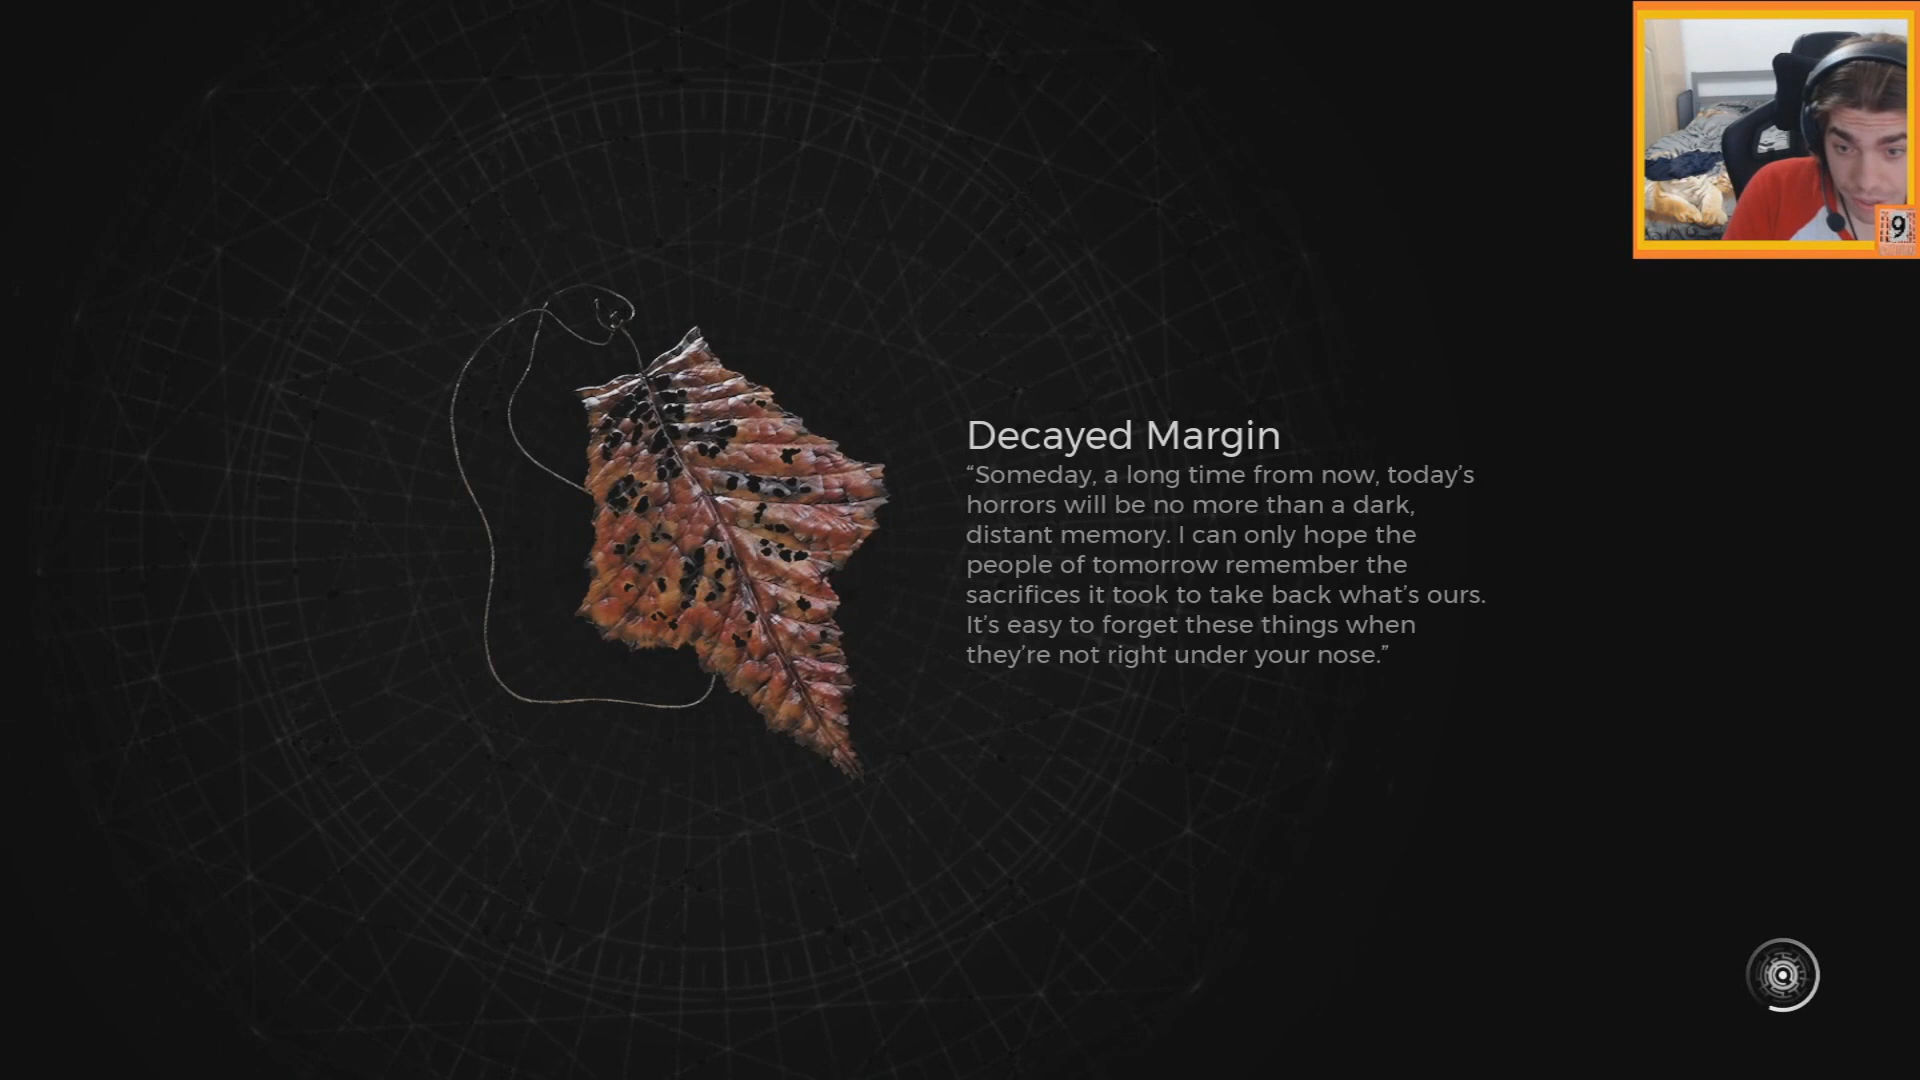 Decayed Margin
“Someday, a long time from now, today’s
horrors will be no more than a dark,
distant memory. I can only hope the
people of tomorrow remember the
sacrifices it took to take back what’s ours.
It’s easy to forget these things when
they’re not right under your nose.”
9